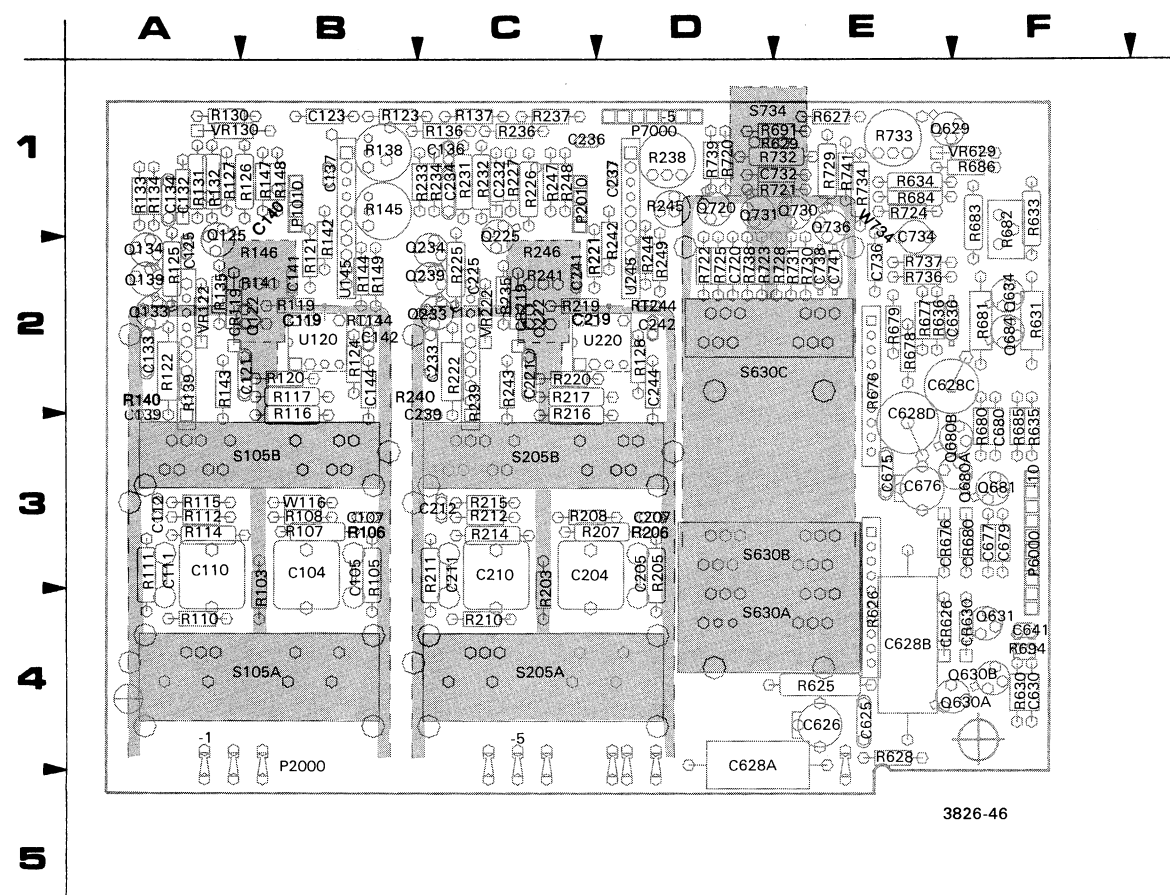 A B C D E F
1
R130 C123 R123 R137 R237 -5 S734 R627
VR130 R136 R236 P7000 R691 R733 Q629
C236 R629
R138 C136 R238 R739 R720 R732 VR629
R686
C137 C237 C732 R729 R741 R734 R634
R133 R134 C134 C132 R131 R132 R127 R126 R147 R148 P1010 R233 R234 C234 R231 R232 C232 R227 R226 R247 R248 P2010 R721 R684
C140 R145 R245 Q720 Q731 Q730 R724 R683 R682 R633
W734
Q134 Q125 Q234 Q225 Q736 C734
R125 C125 R146 R121 R142 R246 R221 R242 R244 R249
Q139 R141 C141 U145 R144 R149 Q239 R225 C225 R241 C241 U245 R722 R725 C720 R738 R723 R728 R731 R730 C738 C741 C736 R737
R736
2
Q133 VR122 R135 CR119 Q122 R119 Q233 VR222 R235 CR219 Q222 R219 RT244 R679 R677 R636 C636 R681 Q634
C119 RT144 C219 C242 Q684 R631
C133 U120 C142 C233 U220 R678
R122 R124 R222 R128 S630C
R143 C121 R120 C144 R243 C221 R220 C244 R676 C628C
R140 R139 R117 R240 R239 R217
C139 R116 C239 R216 C628D Q680B R680 C680 R685 R635
S105B S205B
C675 Q680A
3
C676 Q681 -10
C112 R115 W116 C212 R215
R112 R108 C107 R212 R208 C207
R114 R107 R106 R214 R207 R206 CR676 CR680 C677 C679
S630B
R111 C111 C110 R103 C104 C105 R105 R211 C211 C210 R203 C204 C205 R205 P6000
R110 R210 S630A R626 CR626 CR630 Q631
C641
C628B R694
4
S105A S205A Q630B
R625 Q630A R630 C630
C626 C625
-1 -5
P2000 C628A R628
3826-46
5